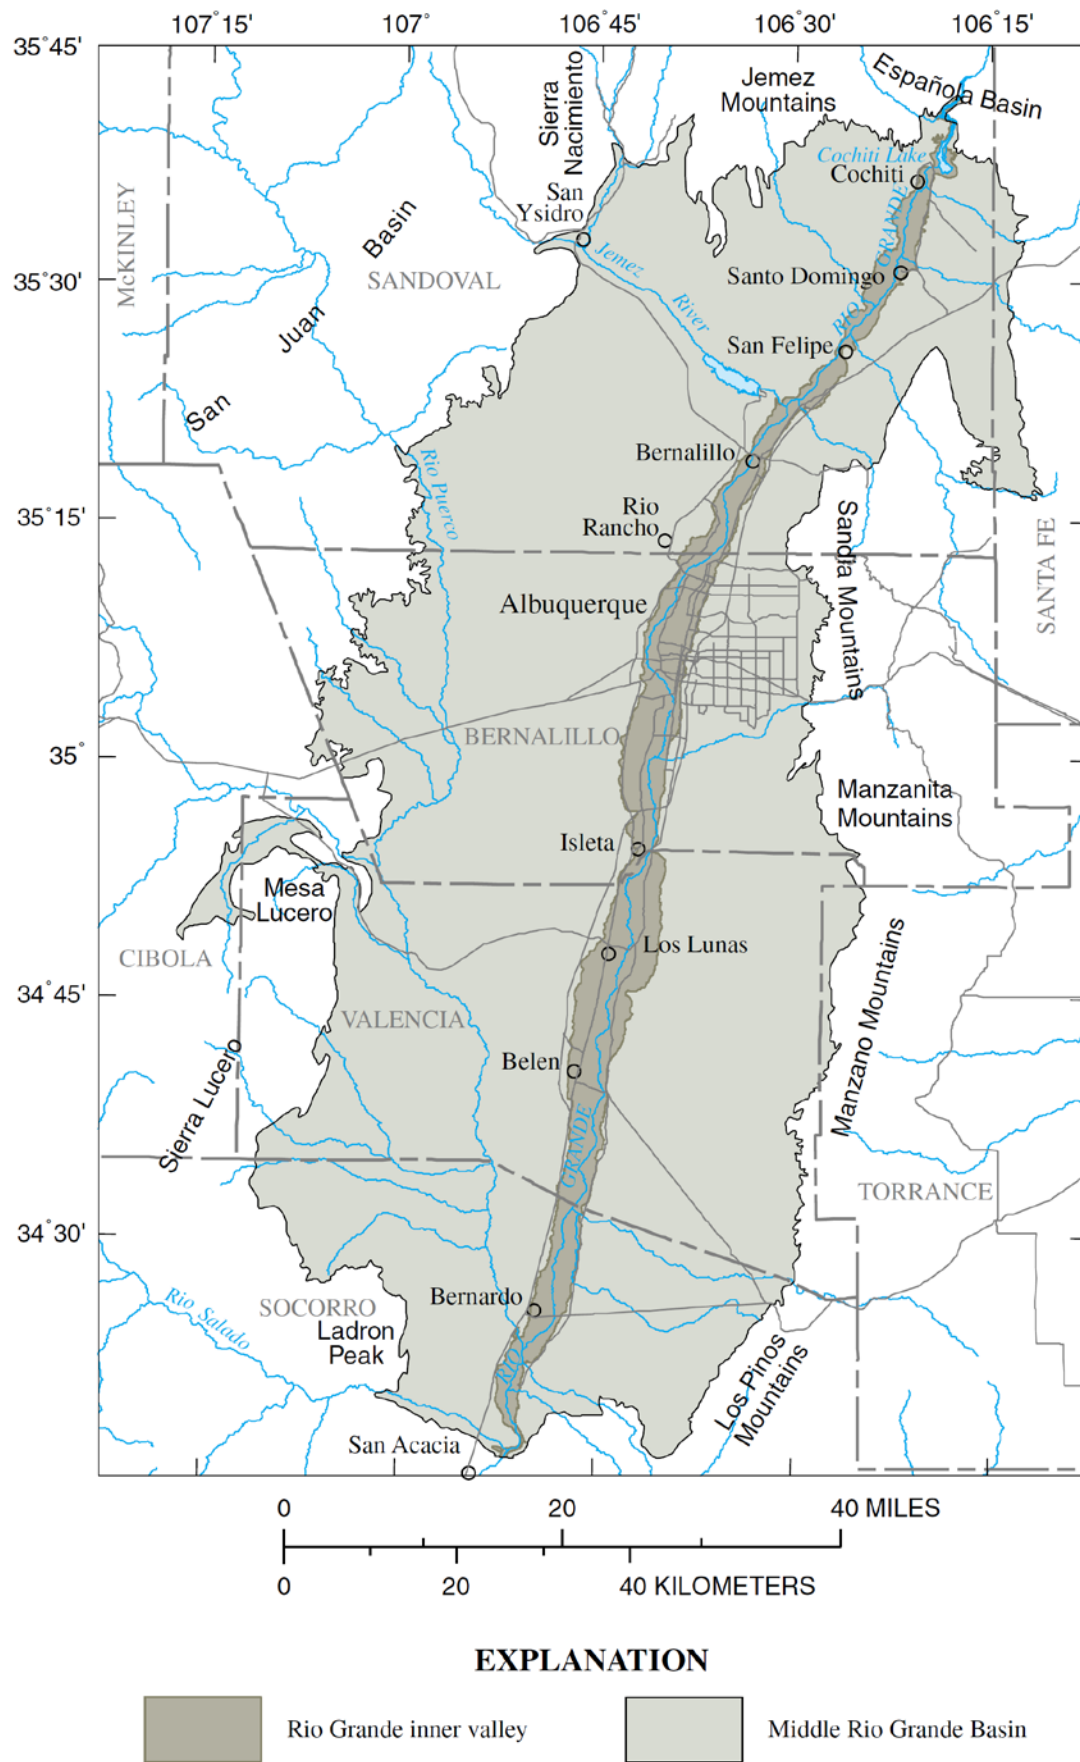 107˚15' 107˚ 106˚45' 106˚30' 106˚15'
35˚45'
Sierra
Nacimiento
Jemez
Mountains
Española Basin
Cochiti Lake
Cochiti
San
Ysidro
McKINLEY
Basin
GRANDE
Jemez
35˚30'
SANDOVAL
Santo Domingo
River
RIO
Juan
San Felipe
San
Bernalillo
Rio Puerco
Rio
Rancho
35˚15'
Sandia Mountains
SANTA FE
Albuquerque
BERNALILLO
35˚
Manzanita
Mountains
Isleta
Mesa
Lucero
Los Lunas
CIBOLA
34˚45'
Manzano Mountains
VALENCIA
Belen
Sierra Lucero
GRANDE
TORRANCE
34˚30'
Rio Salado
SOCORRO
Bernardo
Ladron
Peak
RIO
Los Pinos
Mountains
San Acacia
0 20 40 MILES
0 20 40 KILOMETERS
EXPLANATION
Rio Grande inner valley
Middle Rio Grande Basin